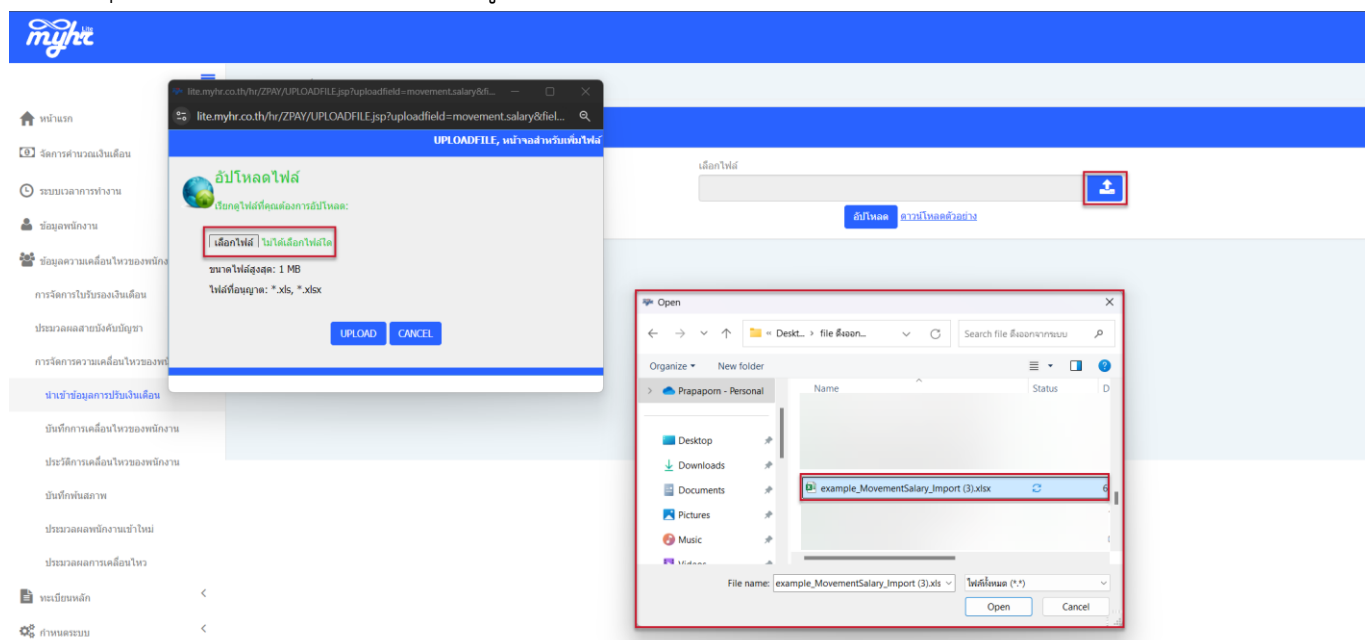 myhr Lite
lite.myhr.co.th/hr/ZPAY/UPLOADFILE.jsp?uploadfield=movement.salary&fi...
lite.myhr.co.th/hr/ZPAY/UPLOADFILE.jsp?uploadfield=movement.salary&fiel...
UPLOADFILE, หน้าจอสำหรับเพิ่มไฟล์
อัปโหลดไฟล์
เรียกดูไฟล์ที่คุณต้องการอัปโหลด:
เลือกไฟล์ ไม่ได้เลือกไฟล์ใด
ขนาดไฟล์สูงสุด: 1 MB
ไฟล์ที่อนุญาต: *.xls, *.xlsx
UPLOAD CANCEL
หน้าแรก
จัดการคำนวณเงินเดือน
ระบบเวลาการทำงาน
ข้อมูลพนักงาน
ข้อมูลความเคลื่อนไหวของพนักง
การจัดการใบรับรองเงินเดือน
ประมวลผลสายบังคับบัญชา
การจัดการความเคลื่อนไหวของพนั
นำเข้าข้อมูลการปรับเงินเดือน
บันทึกการเคลื่อนไหวของพนักงาน
ประวัติการเคลื่อนไหวของพนักงาน
บันทึกพ้นสภาพ
ประมวลผลพนักงานเข้าใหม่
ประมวลผลการเคลื่อนไหว
ทะเบียนหลัก
กำหนดระบบ
เลือกไฟล์
อัปโหลด ดาวน์โหลดตัวอย่าง
Open
« Deskt... › file ดึงออก... Search file ดึงออกจากระบบ
Organize New folder
Prapaporn - Personal
Name Status D
Desktop
Downloads
Documents
Pictures
Music
Videos
example_MovementSalary_Import (3).xlsx 6
File name: example_MovementSalary_Import (3).xls ไฟล์ทั้งหมด (*.*)
Open Cancel